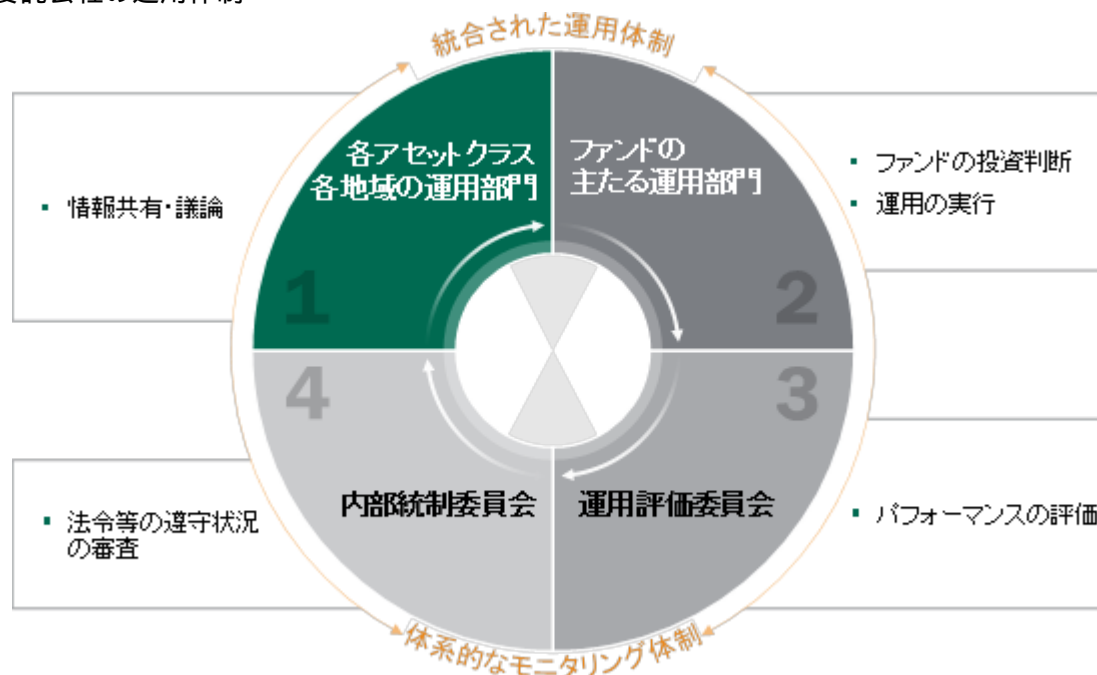 統合された運用体制
各アセットクラス
各地域の運用部門
ファンドの
主たる運用部門
▪ 情報共有・議論
▪ ファンドの投資判断
▪ 運用の実行
1
2
4
3
内部統制委員会
運用評価委員会
▪ 法令等の遵守状況
の審査
▪ パフォーマンスの評価
体系的なモニタリング体制